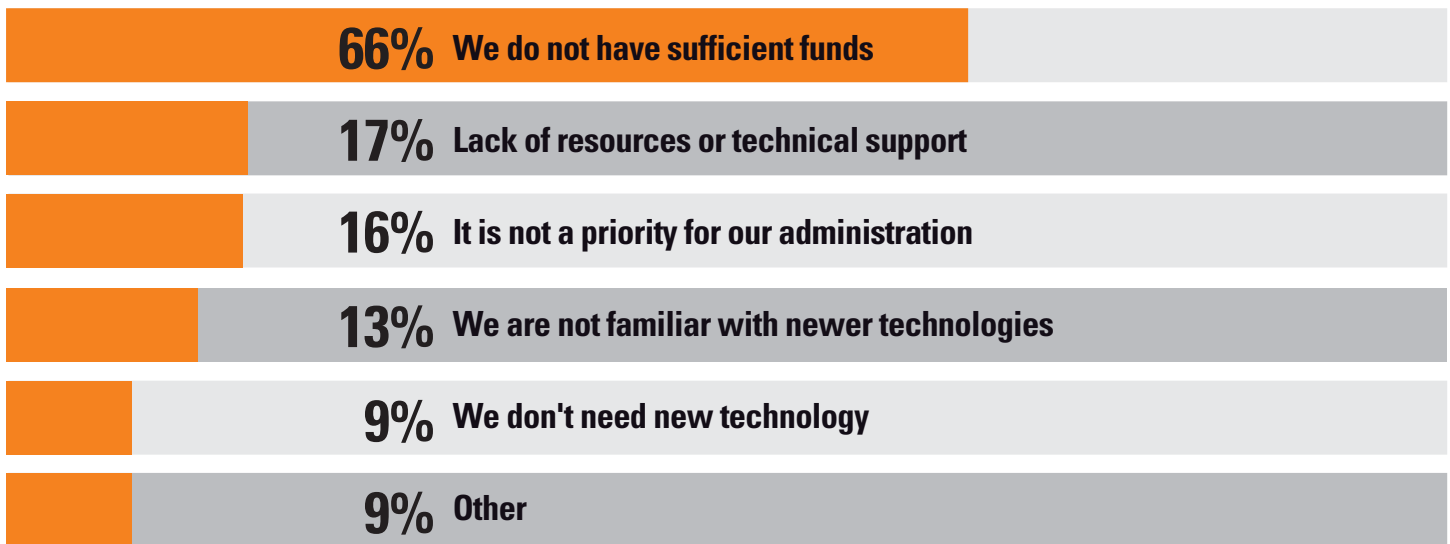 66% We do not have sufficient funds
17% Lack of resources or technical support
16% It is not a priority for our administration
13% We are not familiar with newer technologies
9% We don't need new technology
9% Other